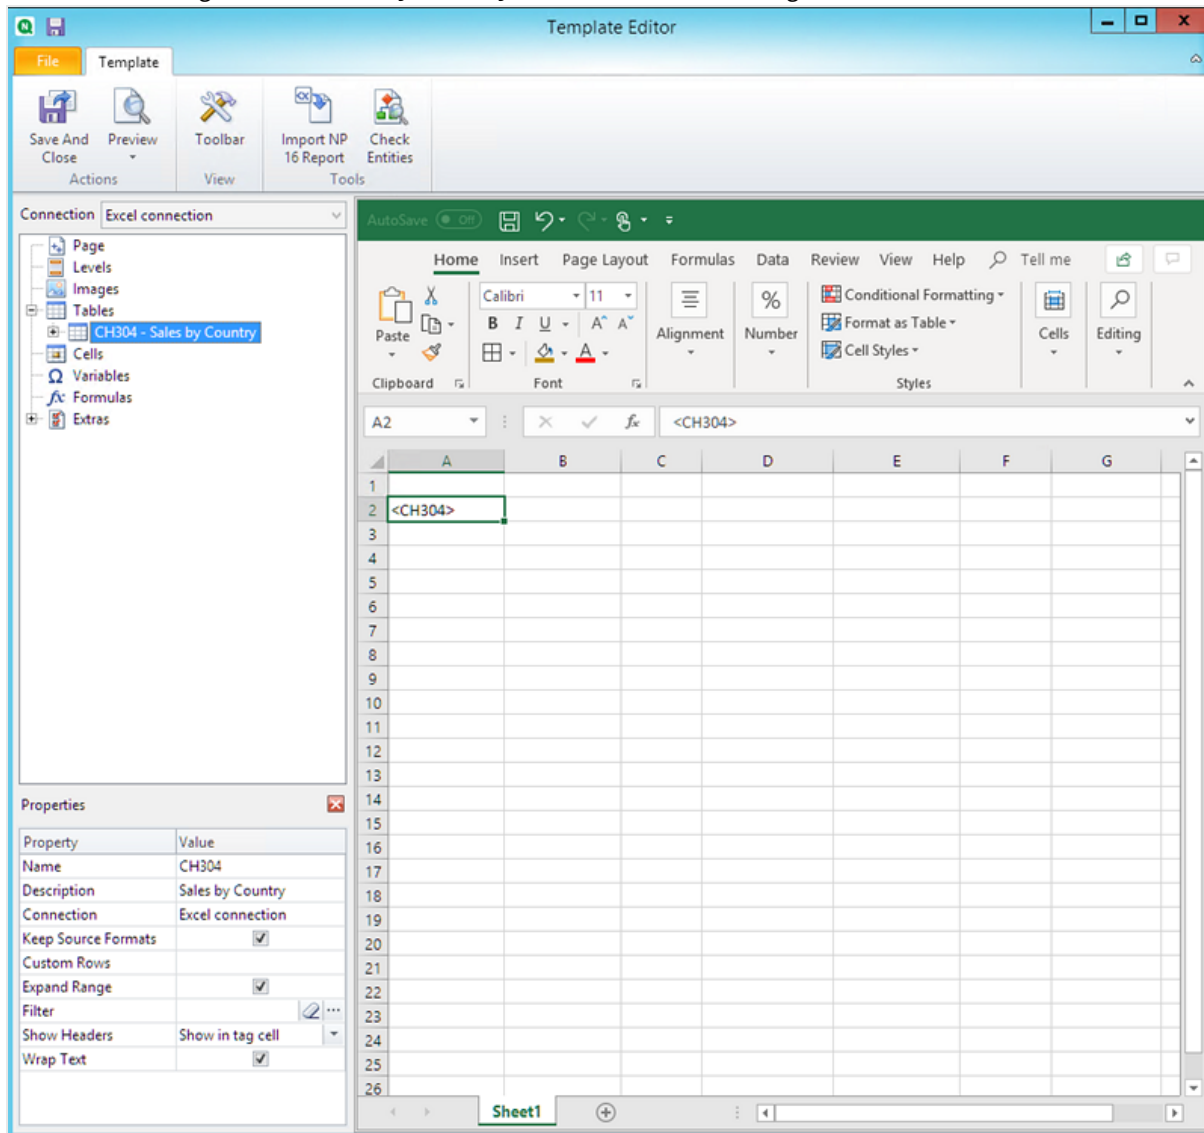 Template Editor
File Template
Save And Close
Preview
Toolbar
Import NP 16 Report
Check Entities
Actions
View
Tools
Connection Excel connection
Page
Levels
Images
Tables
CH304 - Sales by Country
Cells
Variables
Formulas
Extras
Properties
Property Value
Name CH304
Description Sales by Country
Connection Excel connection
Keep Source Formats
Custom Rows
Expand Range
Filter ...
Show Headers Show in tag cell
Wrap Text
AutoSave Off
Home Insert Page Layout Formulas Data Review View Help Tell me
Paste
Calibri 11
B I U A A
A
Alignment
%
Number
Conditional Formatting
Format as Table
Cell Styles
Cells
Editing
Clipboard Font Styles
A2 fx <CH304>
A B C D E F G
1
2 <CH304>
3
4
5
6
7
8
9
10
11
12
13
14
15
16
17
18
19
20
21
22
23
24
25
26
Sheet1